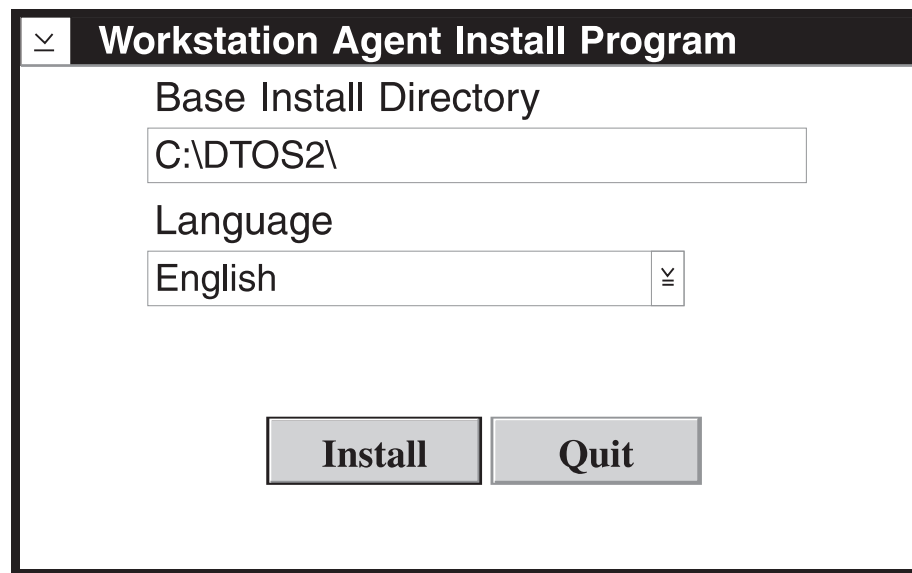 Workstation Agent Install Program
Base Install Directory
C:\DTOS2\
Language
English
Install Quit